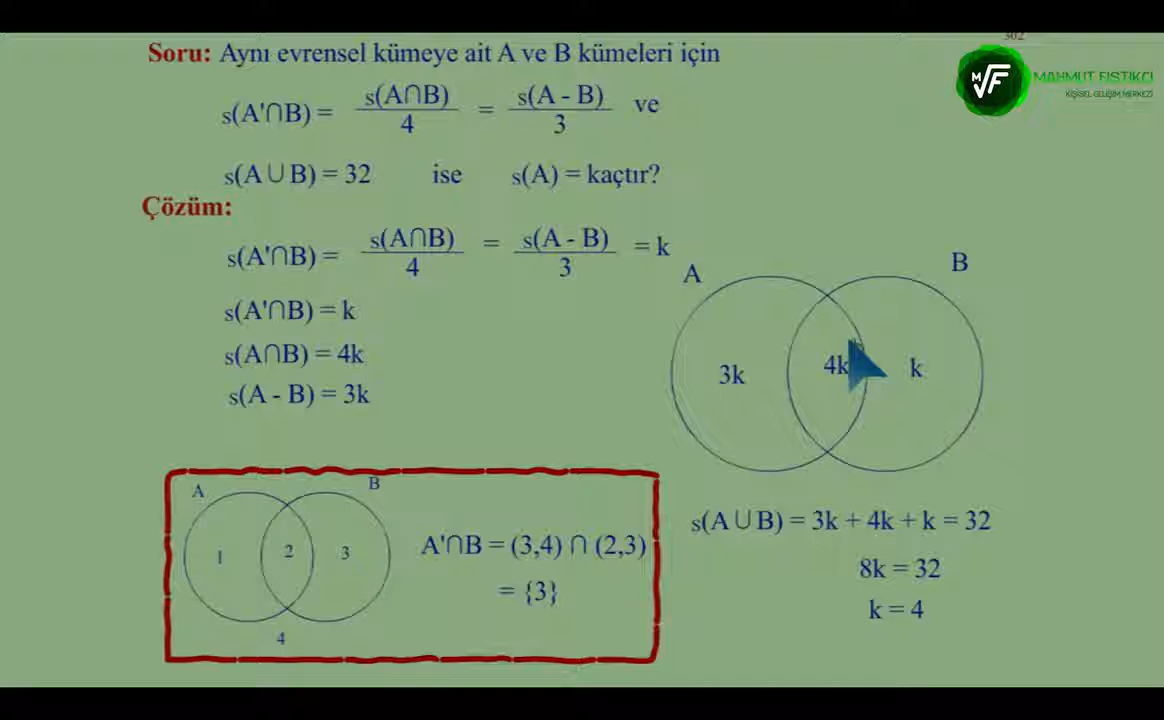 302
MAHMUT FISTIKCI
KİŞİSEL GELİŞİM MERKEZİ
M√F
Soru: Aynı evrensel kümeye ait A ve B kümeleri için
s(A'∩B) = s(A∩B)/4 = s(A - B)/3 ve
s(A ∪ B) = 32 ise s(A) = kaçtır?
Çözüm:
s(A'∩B) = s(A∩B)/4 = s(A - B)/3 = k
s(A'∩B) = k
s(A∩B) = 4k
s(A - B) = 3k
A B
3k 4k k
A B
1 2 3
4
A'∩B = (3,4) ∩ (2,3)
= {3}
s(A ∪ B) = 3k + 4k + k = 32
8k = 32
k = 4